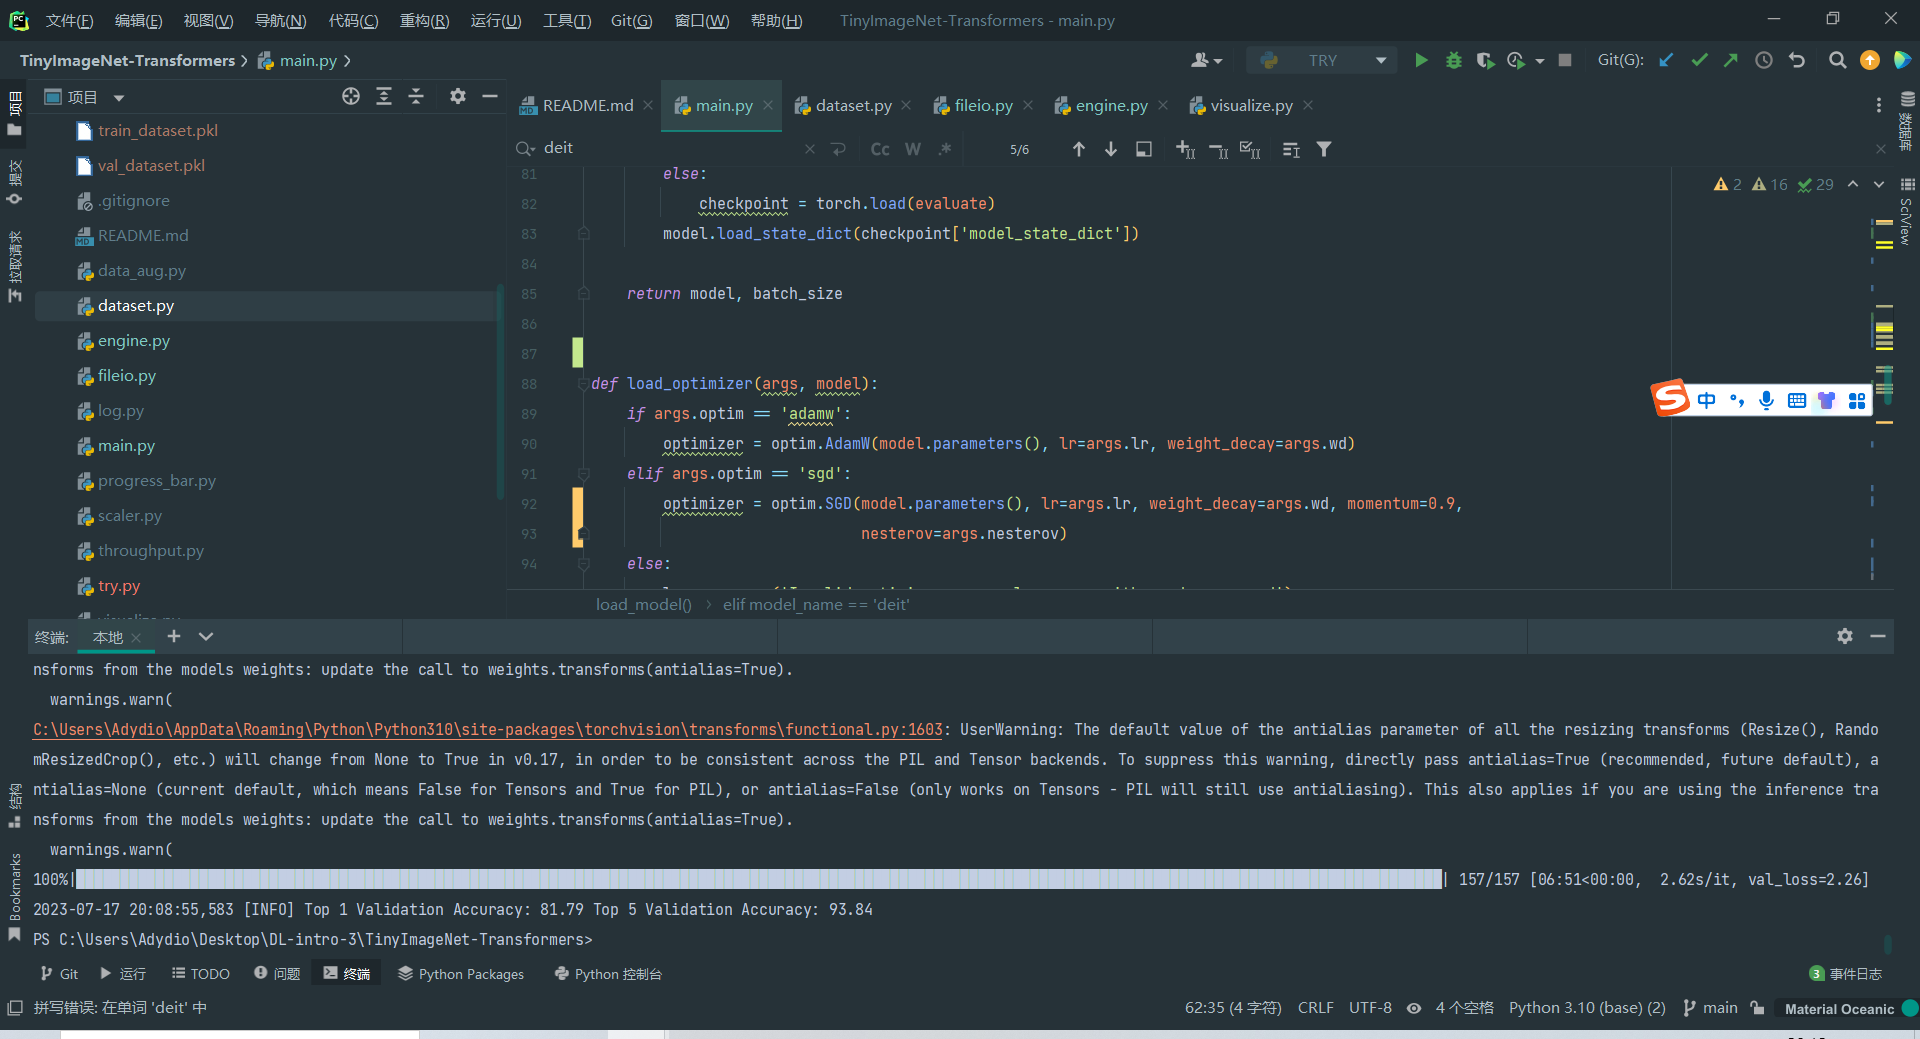 文件(F) 编辑(E) 视图(V) 导航(N) 代码(C) 重构(R) 运行(U) 工具(T) Git(G) 窗口(W) 帮助(H) TinyImageNet-Transformers - main.py
TinyImageNet-Transformers main.py TRY Git(G):
项目
项目
提交
拉取请求
train_dataset.pkl
val_dataset.pkl
.gitignore
README.md
data_aug.py
dataset.py
engine.py
fileio.py
log.py
main.py
progress_bar.py
scaler.py
throughput.py
try.py
README.md main.py dataset.py fileio.py engine.py visualize.py
deit Cc W .* 5/6
2 16 29
81 else:
82 checkpoint = torch.load(evaluate)
83 model.load_state_dict(checkpoint['model_state_dict'])
84
85 return model, batch_size
86
87
88 def load_optimizer(args, model):
89 if args.optim == 'adamw':
90 optimizer = optim.AdamW(model.parameters(), lr=args.lr, weight_decay=args.wd)
91 elif args.optim == 'sgd':
92 optimizer = optim.SGD(model.parameters(), lr=args.lr, weight_decay=args.wd, momentum=0.9,
93 nesterov=args.nesterov)
94 else:
load_model() elif model_name == 'deit'
数据库
SciView
S 中
终端: 本地
nsforms from the models weights: update the call to weights.transforms(antialias=True).
warnings.warn(
C:\Users\Adydio\AppData\Roaming\Python\Python310\site-packages\torchvision\transforms\functional.py:1603: UserWarning: The default value of the antialias parameter of all the resizing transforms (Resize(), Rando
mResizedCrop(), etc.) will change from None to True in v0.17, in order to be consistent across the PIL and Tensor backends. To suppress this warning, directly pass antialias=True (recommended, future default), a
ntialias=None (current default, which means False for Tensors and True for PIL), or antialias=False (only works on Tensors - PIL will still use antialiasing). This also applies if you are using the inference tra
nsforms from the models weights: update the call to weights.transforms(antialias=True).
warnings.warn(
100%| | 157/157 [06:51<00:00, 2.62s/it, val_loss=2.26]
2023-07-17 20:08:55,583 [INFO] Top 1 Validation Accuracy: 81.79 Top 5 Validation Accuracy: 93.84
PS C:\Users\Adydio\Desktop\DL-intro-3\TinyImageNet-Transformers>
结构
Bookmarks
Git 运行 TODO 问题 终端 Python Packages Python 控制台 3 事件日志
拼写错误: 在单词 'deit' 中 62:35 (4 字符) CRLF UTF-8 4 个空格 Python 3.10 (base) (2) main Material Oceanic